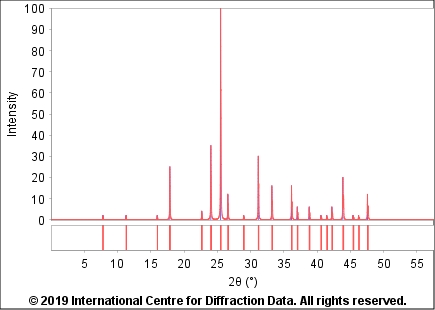 100
90
80
70
60
50
40
30
20
10
0
Intensity
5 10 15 20 25 30 35 40 45 50 55
2θ (°)
© 2019 International Centre for Diffraction Data. All rights reserved.